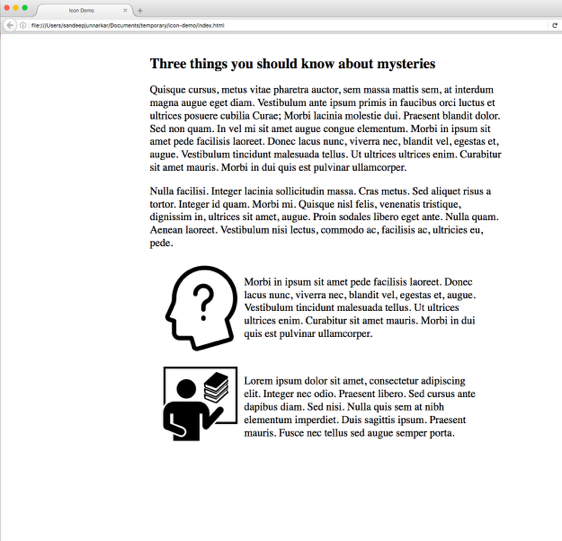 Icon Demo
file:///Users/sandeepjunnarkar/Documents/temporary/icon-demo/index.html
Three things you should know about mysteries
Quisque cursus, metus vitae pharetra auctor, sem massa mattis sem, at interdum
magna augue eget diam. Vestibulum ante ipsum primis in faucibus orci luctus et
ultrices posuere cubilia Curae; Morbi lacinia molestie dui. Praesent blandit dolor.
Sed non quam. In vel mi sit amet augue congue elementum. Morbi in ipsum sit
amet pede facilisis laoreet. Donec lacus nunc, viverra nec, blandit vel, egestas et,
augue. Vestibulum tincidunt malesuada tellus. Ut ultrices ultrices enim. Curabitur
sit amet mauris. Morbi in dui quis est pulvinar ullamcorper.
Nulla facilisi. Integer lacinia sollicitudin massa. Cras metus. Sed aliquet risus a
tortor. Integer id quam. Morbi mi. Quisque nisl felis, venenatis tristique,
dignissim in, ultrices sit amet, augue. Proin sodales libero eget ante. Nulla quam.
Aenean laoreet. Vestibulum nisi lectus, commodo ac, facilisis ac, ultricies eu,
pede.
?
Morbi in ipsum sit amet pede facilisis laoreet. Donec
lacus nunc, viverra nec, blandit vel, egestas et, augue.
Vestibulum tincidunt malesuada tellus. Ut ultrices
ultrices enim. Curabitur sit amet mauris. Morbi in dui
quis est pulvinar ullamcorper.
Lorem ipsum dolor sit amet, consectetur adipiscing
elit. Integer nec odio. Praesent libero. Sed cursus ante
dapibus diam. Sed nisi. Nulla quis sem at nibh
elementum imperdiet. Duis sagittis ipsum. Praesent
mauris. Fusce nec tellus sed augue semper porta.